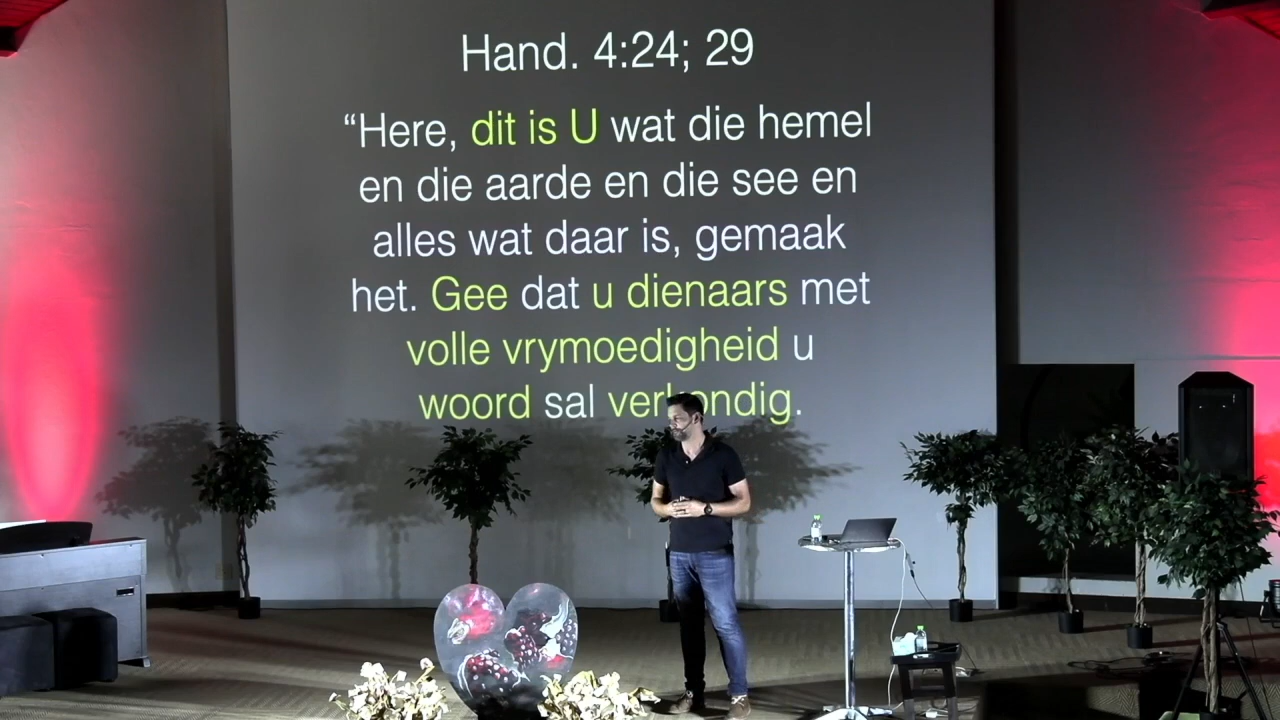 Hand. 4:24; 29
“Here, dit is U wat die hemel
en die aarde en die see en
alles wat daar is, gemaak
het. Gee dat u dienaars met
volle vrymoedigheid u
woord sal verkondig.